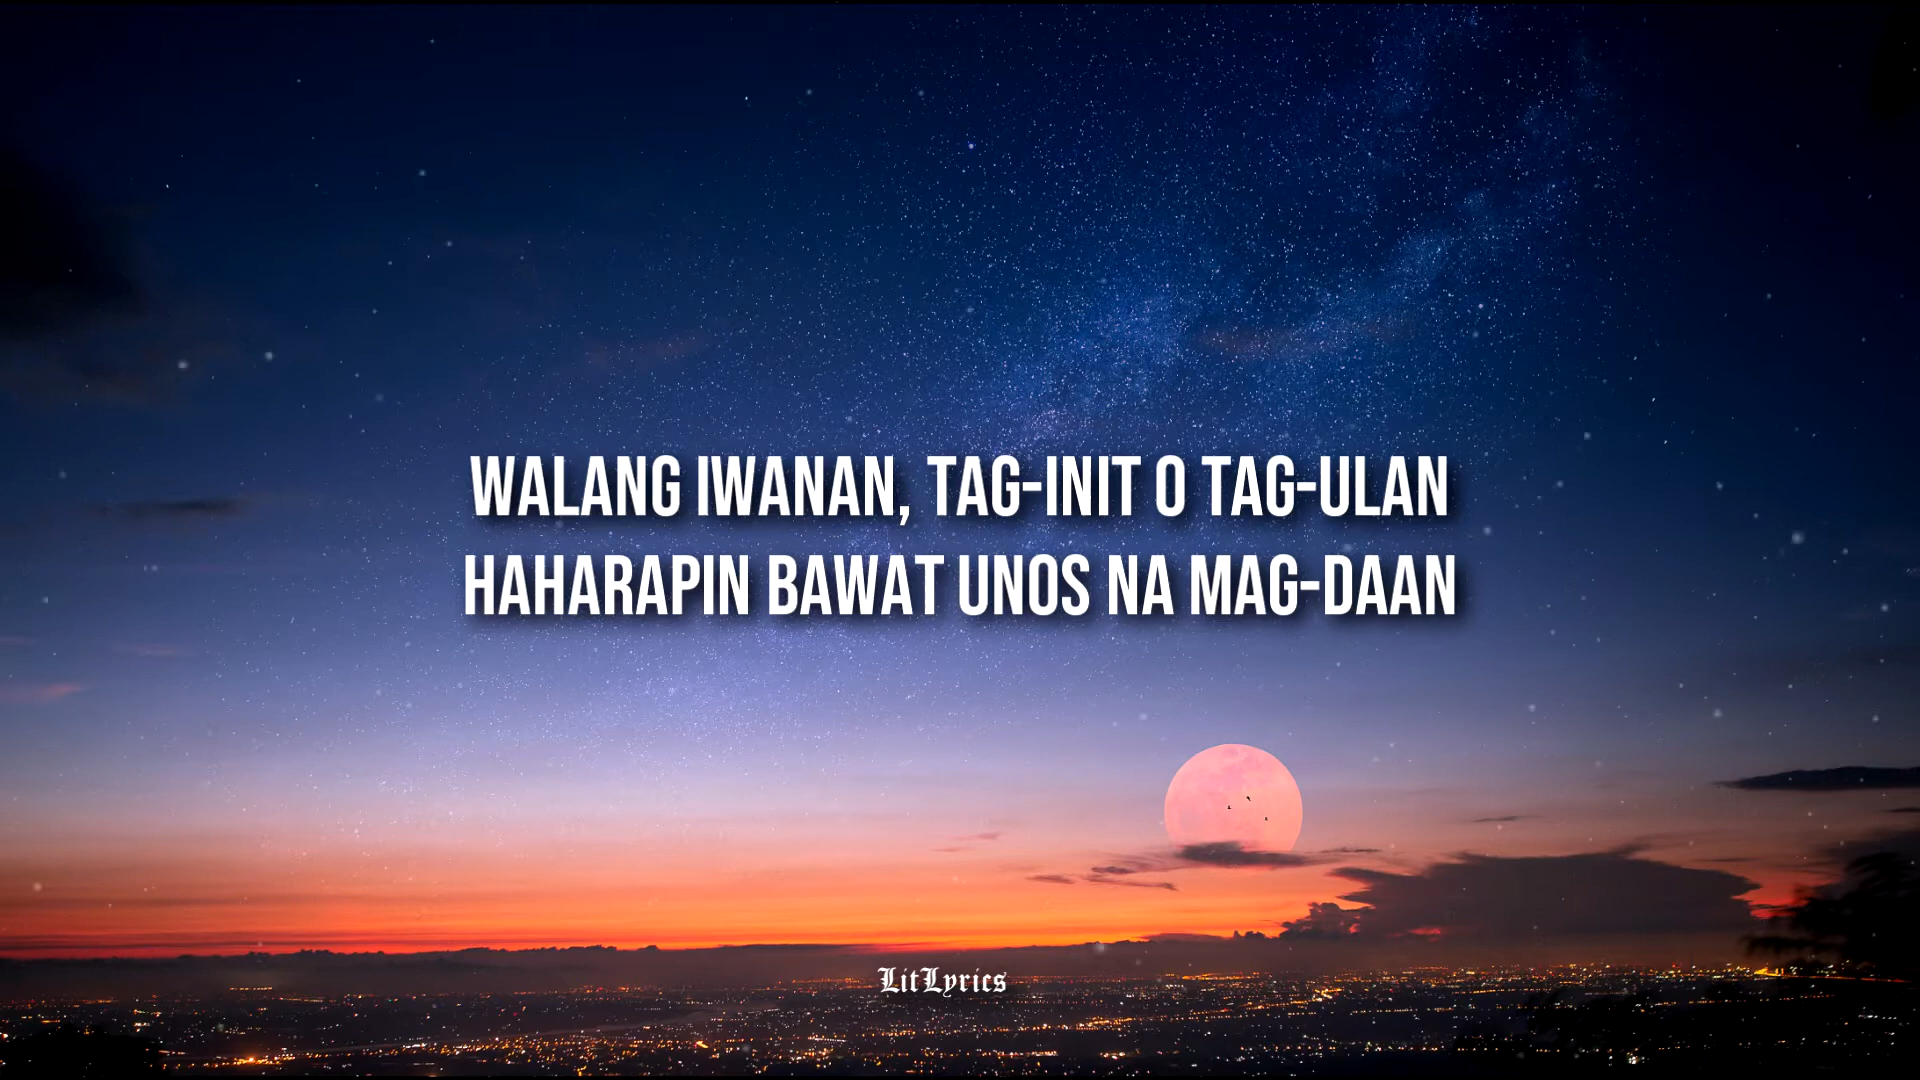 WALANG IWANAN, TAG-INIT O TAG-ULAN
HAHARAPIN BAWAT UNOS NA MAG-DAAN
LitLyrics